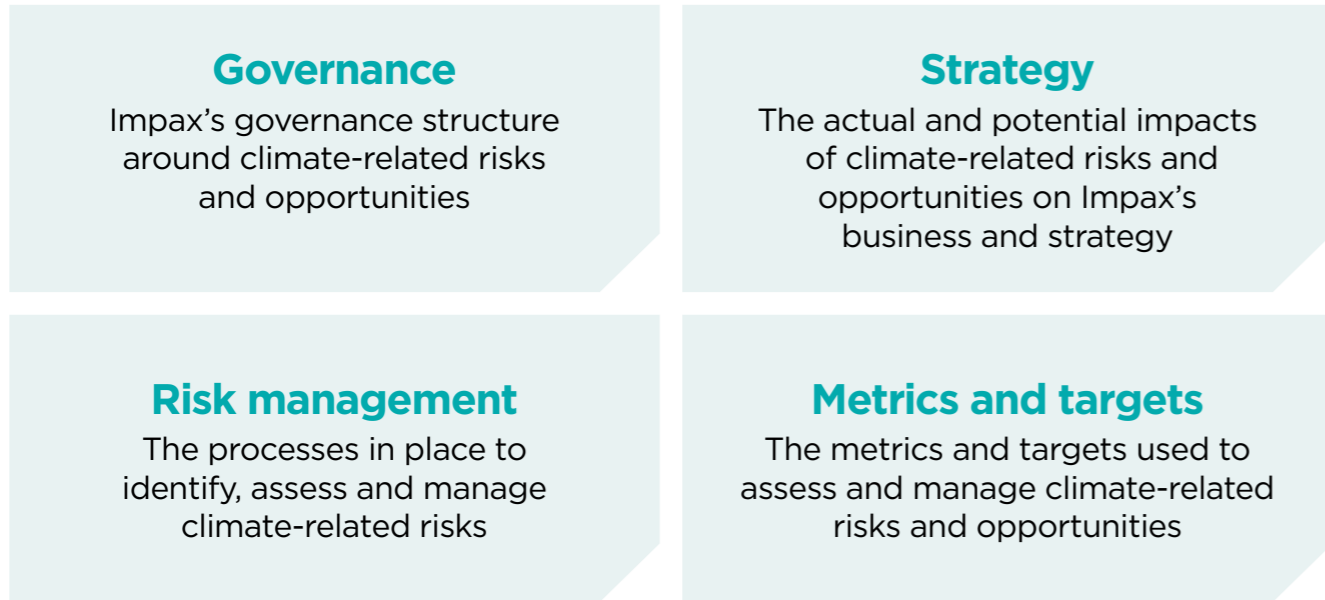 Governance
Impax's governance structure
around climate-related risks
and opportunities
Strategy
The actual and potential impacts
of climate-related risks and
opportunities on Impax's
business and strategy
Risk management
The processes in place to
identify, assess and manage
climate-related risks
Metrics and targets
The metrics and targets used to
assess and manage climate-related
risks and opportunities